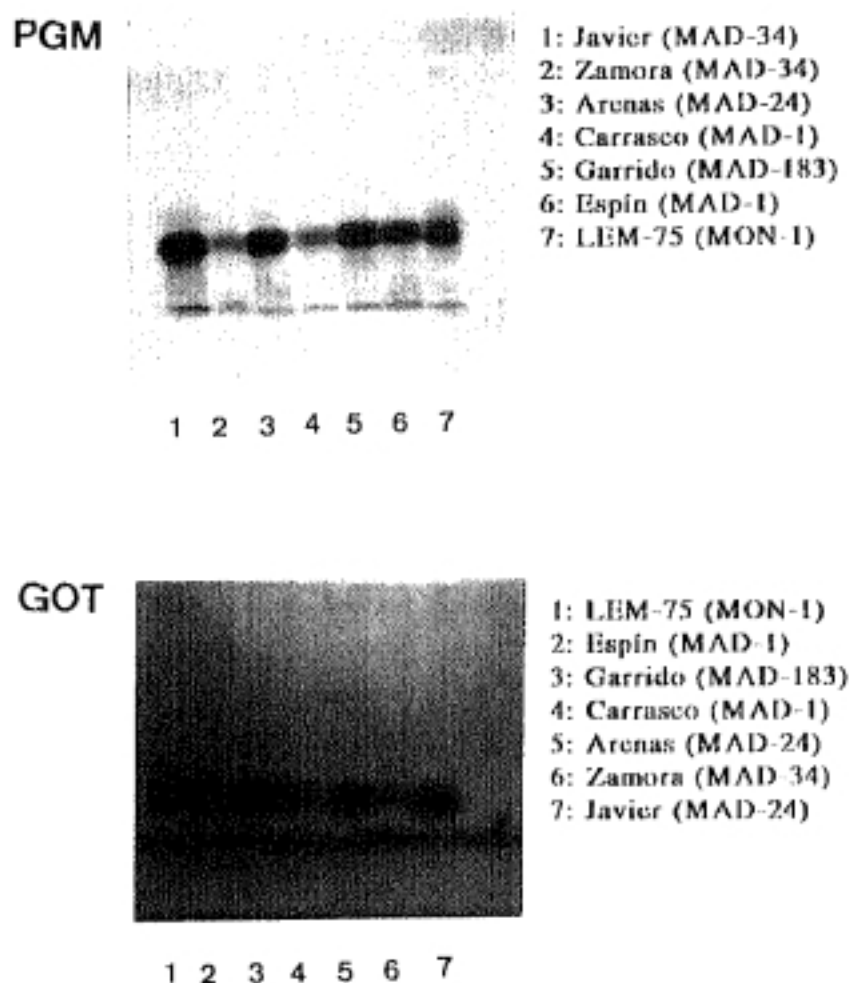 PGM
1: Javier (MAD-34)
2: Zamora (MAD-34)
3: Arenas (MAD-24)
4: Carrasco (MAD-1)
5: Garrido (MAD-183)
6: Espín (MAD-1)
7: LEM-75 (MON-1)
1 2 3 4 5 6 7
GOT
1: LEM-75 (MON-1)
2: Espín (MAD-1)
3: Garrido (MAD-183)
4: Carrasco (MAD-1)
5: Arenas (MAD-24)
6: Zamora (MAD-34)
7: Javier (MAD-24)
1 2 3 4 5 6 7